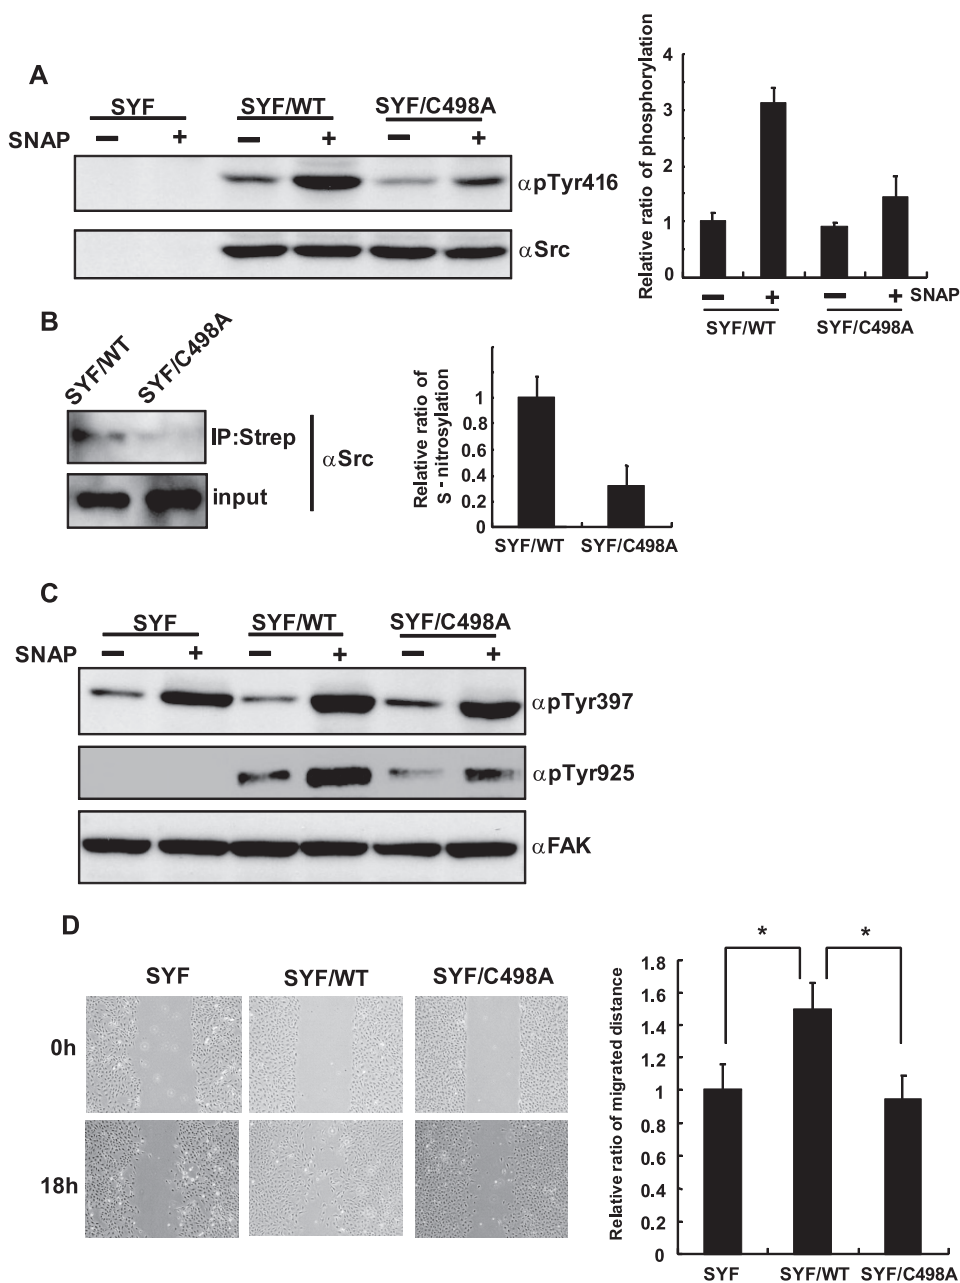 A
SYF SYF/WT SYF/C498A
SNAP − + − + − +
αpTyr416
αSrc
Relative ratio of phosphorylation
4
3
2
1
0
− + − + SNAP
SYF/WT SYF/C498A
B
SYF/WT SYF/C498A
IP:Strep
input
αSrc
Relative ratio of
S - nitrosylation
1
0.8
0.6
0.4
0.2
0
SYF/WT SYF/C498A
C
SYF SYF/WT SYF/C498A
SNAP − + − + − +
αpTyr397
αpTyr925
αFAK
D
SYF SYF/WT SYF/C498A
0h
18h
Relative ratio of migrated distance
* *
1.8
1.6
1.4
1.2
1
0.8
0.6
0.4
0.2
0
SYF SYF/WT SYF/C498A